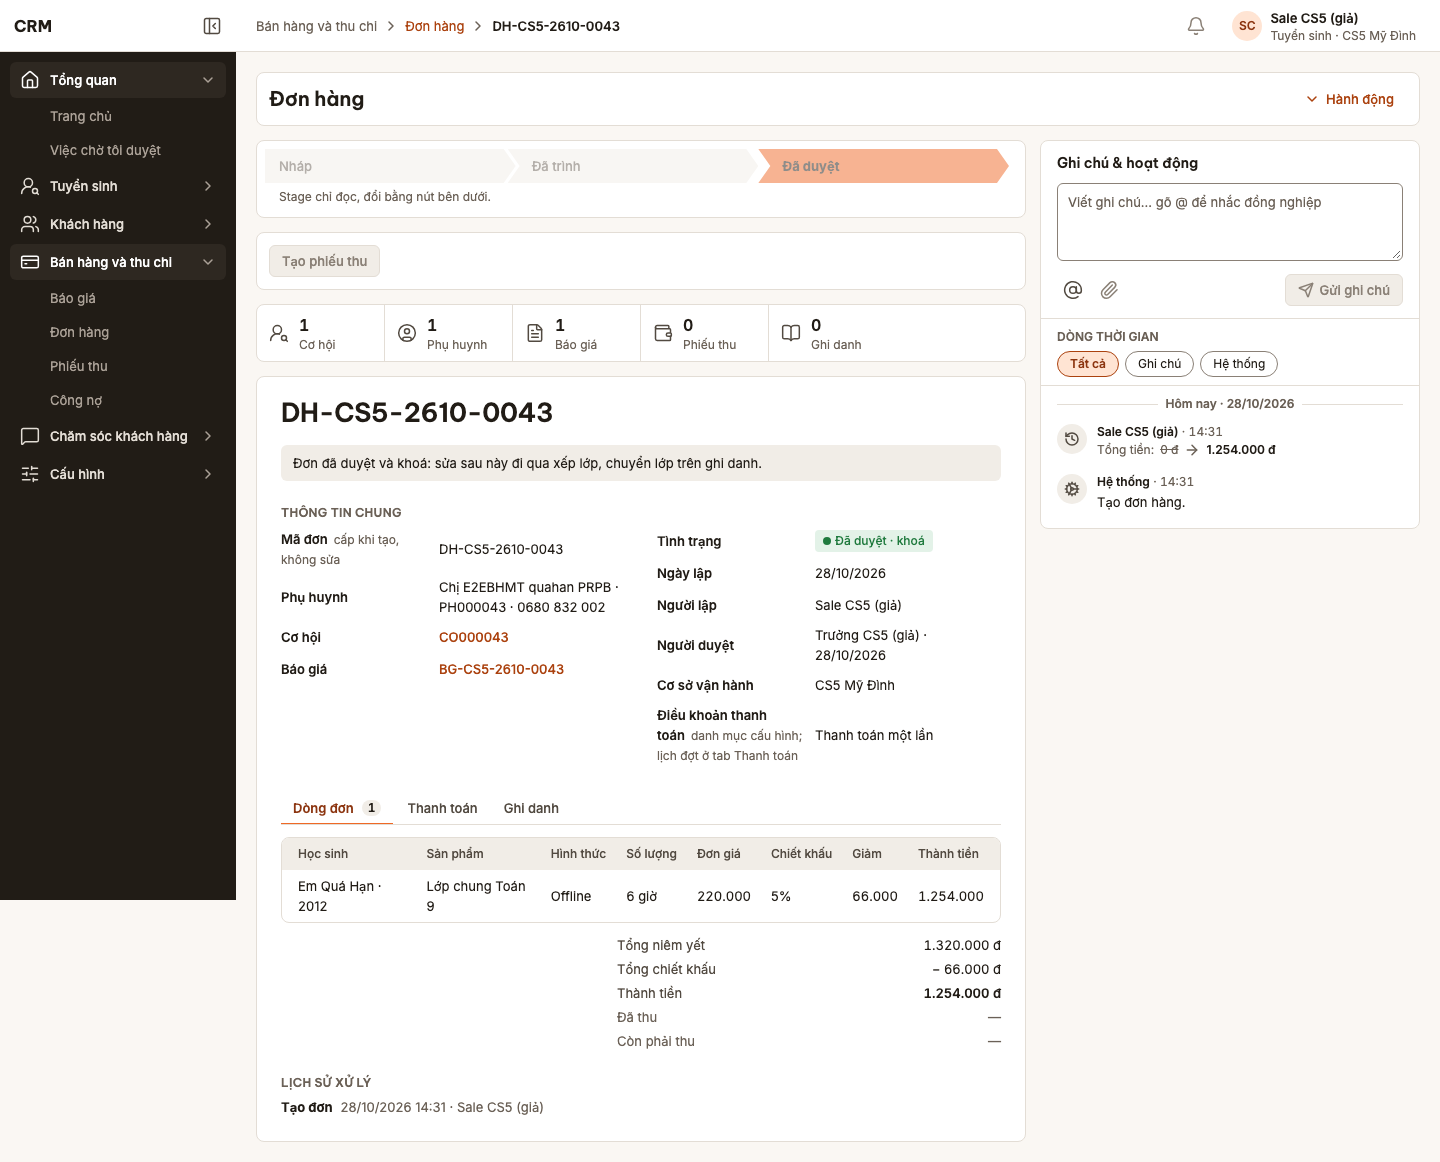 CRM
Bán hàng và thu chi > Đơn hàng > DH-CS5-2610-0043
SC
Sale CS5 (giả)
Tuyển sinh · CS5 Mỹ Đình
Tổng quan
Trang chủ
Việc chờ tôi duyệt
Tuyển sinh
Khách hàng
Bán hàng và thu chi
Báo giá
Đơn hàng
Phiếu thu
Công nợ
Chăm sóc khách hàng
Cấu hình
Đơn hàng
Hành động
Nháp
Đã trình
Đã duyệt
Stage chỉ đọc, đổi bằng nút bên dưới.
Tạo phiếu thu
1
Cơ hội
1
Phụ huynh
1
Báo giá
0
Phiếu thu
0
Ghi danh
DH-CS5-2610-0043
Đơn đã duyệt và khoá: sửa sau này đi qua xếp lớp, chuyển lớp trên ghi danh.
THÔNG TIN CHUNG
Mã đơn cấp khi tạo,
không sửa
DH-CS5-2610-0043
Phụ huynh
Chị E2EBHMT quahan PRPB ·
PH000043 · 0680 832 002
Cơ hội
CO000043
Báo giá
BG-CS5-2610-0043
Tình trạng
Đã duyệt · khoá
Ngày lập
28/10/2026
Người lập
Sale CS5 (giả)
Người duyệt
Trưởng CS5 (giả) ·
28/10/2026
Cơ sở vận hành
CS5 Mỹ Đình
Điều khoản thanh
toán danh mục cấu hình;
lịch đợt ở tab Thanh toán
Thanh toán một lần
Dòng đơn 1
Thanh toán
Ghi danh
Học sinh Sản phẩm Hình thức Số lượng Đơn giá Chiết khấu Giảm Thành tiền
Em Quá Hạn ·
2012
Lớp chung Toán
9
Offline 6 giờ 220.000 5% 66.000 1.254.000
Tổng niêm yết 1.320.000 đ
Tổng chiết khấu − 66.000 đ
Thành tiền 1.254.000 đ
Đã thu —
Còn phải thu —
LỊCH SỬ XỬ LÝ
Tạo đơn 28/10/2026 14:31 · Sale CS5 (giả)
Ghi chú & hoạt động
Viết ghi chú... gõ @ để nhắc đồng nghiệp
Gửi ghi chú
DÒNG THỜI GIAN
Tất cả
Ghi chú
Hệ thống
Hôm nay · 28/10/2026
Sale CS5 (giả) · 14:31
Tổng tiền: 0 đ → 1.254.000 đ
Hệ thống · 14:31
Tạo đơn hàng.